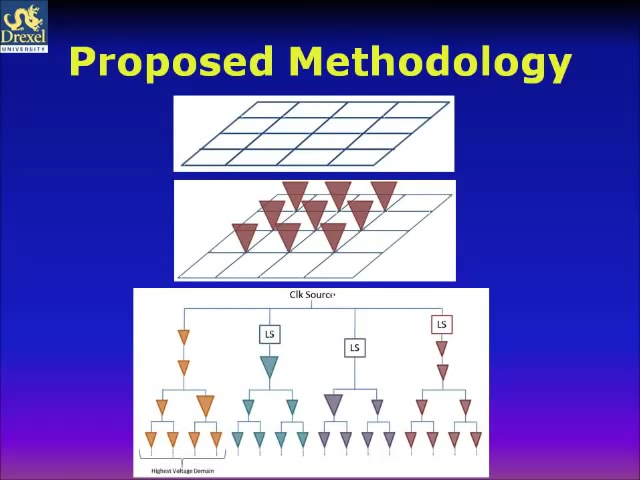 Drexel
UNIVERSITY
Proposed Methodology
Clk Source
LS
LS
LS
Highest Voltage Domain